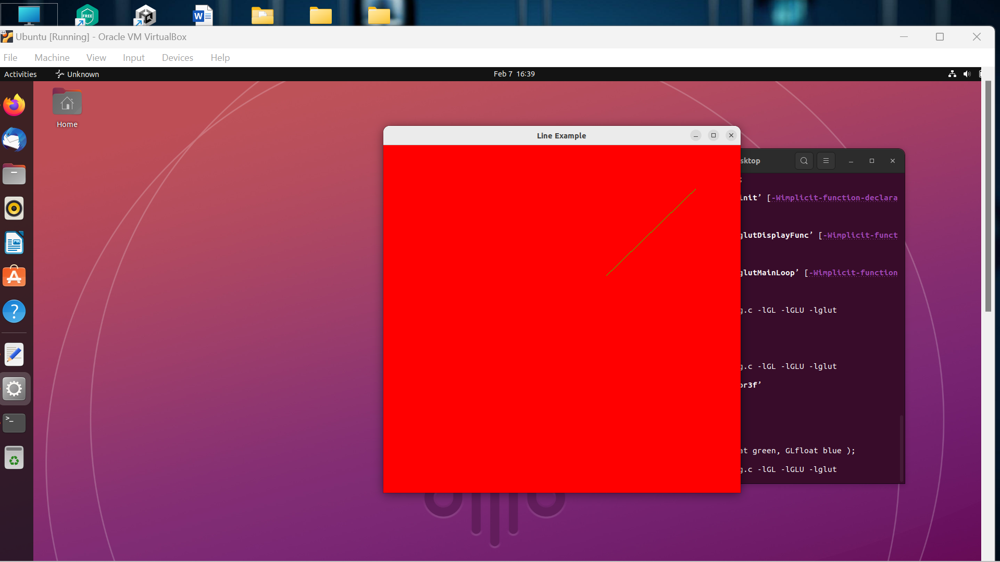 FREE
W
64
Ubuntu [Running] - Oracle VM VirtualBox
File Machine View Input Devices Help
Activities
Unknown
Feb 7 16:39
Home
Line Example
sktop
;
init’ [-Wimplicit-function-declara
glutDisplayFunc’ [-Wimplicit-funct
glutMainLoop’ [-Wimplicit-function
g.c -lGL -lGLU -lglut
g.c -lGL -lGLU -lglut
or3f’
at green, GLfloat blue );
g.c -lGL -lGLU -lglut
?
>_